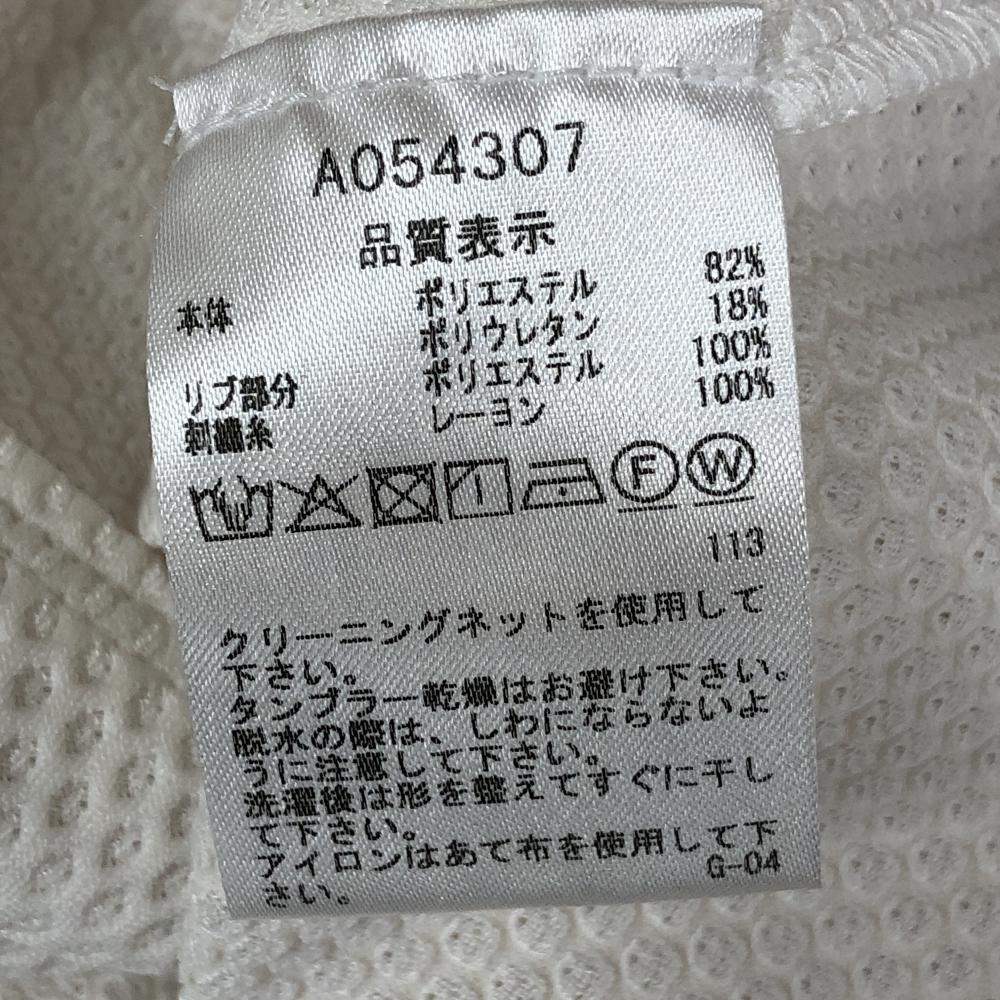 A054307
品質表示
本体 ポリエステル 82%
ポリウレタン 18%
リブ部分 ポリエステル 100%
刺繍糸 レーヨン 100%
F W
113
クリーニングネットを使用して
下さい。
タンブラー乾燥はお避け下さい。
脱水の際は、しわにならないよ
うに注意して下さい。
洗濯後は形を整えてすぐに干し
て下さい。
アイロンはあて布を使用して下
さい。
G-04